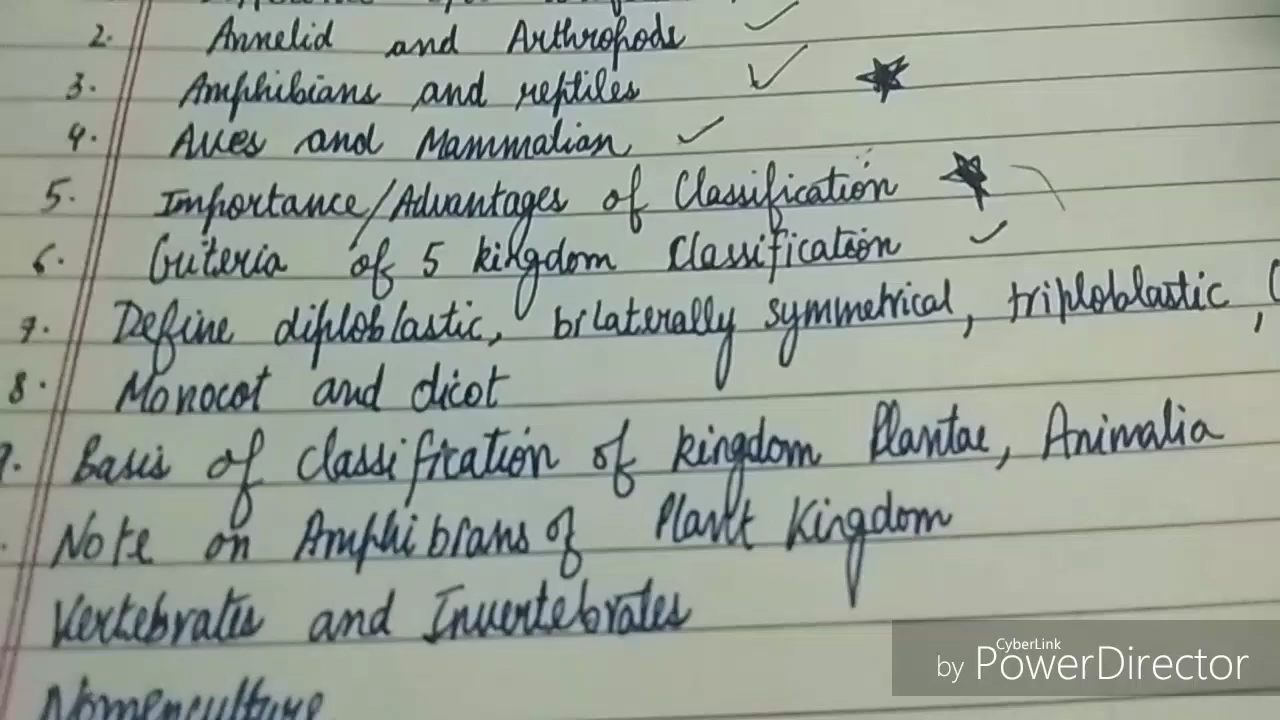 2. Annelid and Arthropods
3. Amphibians and reptiles
4. Aves and Mammalian
5. Importance/Advantages of Classification
6. Criteria of 5 kingdom Classification
7. Define diploblastic, bilaterally symmetrical, triploblastic,
8. Monocot and dicot
9. Basis of classification of kingdom Plantae, Animalia
Note on Amphibians of Plant Kingdom
Vertebrates and Invertebrates
Nomenculture
CyberLink
by PowerDirector